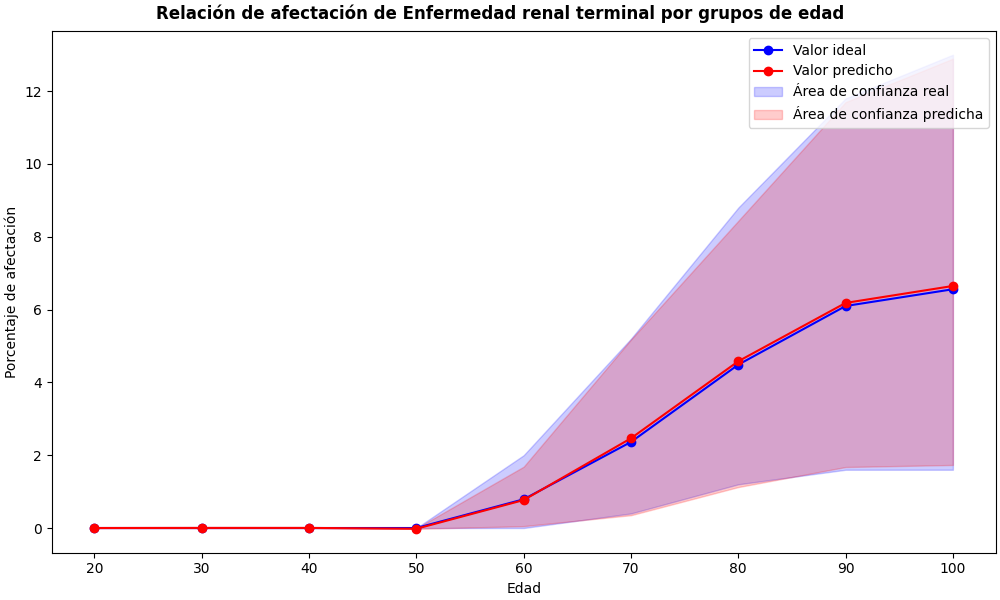 Relación de afectación de Enfermedad renal terminal por grupos de edad
Valor ideal
Valor predicho
Área de confianza real
Área de confianza predicha
Porcentaje de afectación
12
10
8
6
4
2
0
20 30 40 50 60 70 80 90 100
Edad